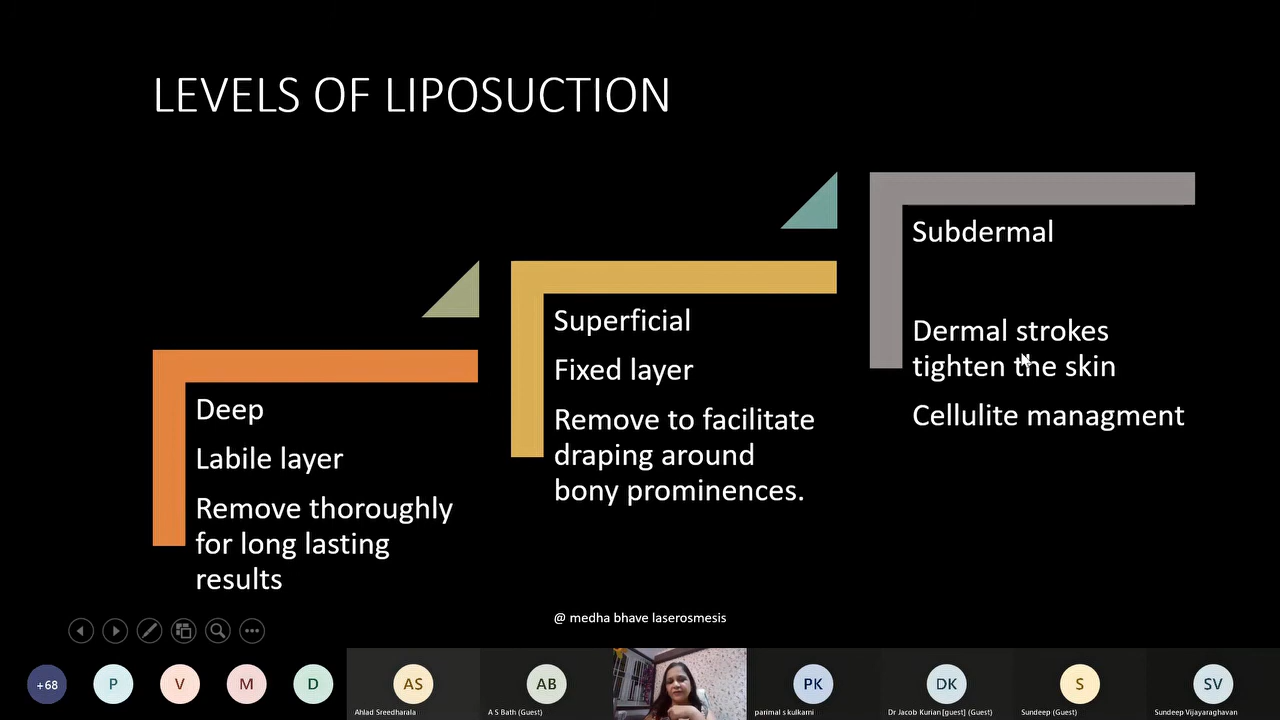 LEVELS OF LIPOSUCTION
Subdermal
Dermal strokes
tighten the skin
Cellulite managment
Superficial
Fixed layer
Remove to facilitate
draping around
bony prominences.
Deep
Labile layer
Remove thoroughly
for long lasting
results
@ medha bhave laserosmesis
+68
P
V
M
D
AS
AB
PK
DK
S
SV
Ahlad Sreedharala
A S Bath (Guest)
parimal s kulkarni
Dr Jacob Kurian[guest] (Guest)
Sundeep (Guest)
Sundeep Vijayaraghavan